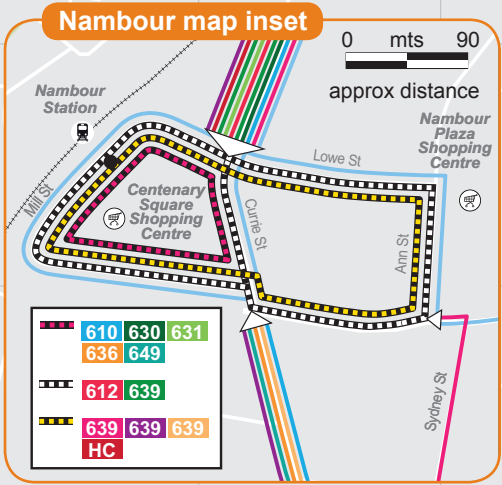 Nambour map inset
0 mts 90
approx distance
Nambour
Station
Nambour
Plaza
Shopping
Centre
Lowe St
Mill St
Centenary
Square
Shopping
Centre
Currie St
Ann St
Sydney St
610 630 631
636 649
612 639
639 639 639
HC